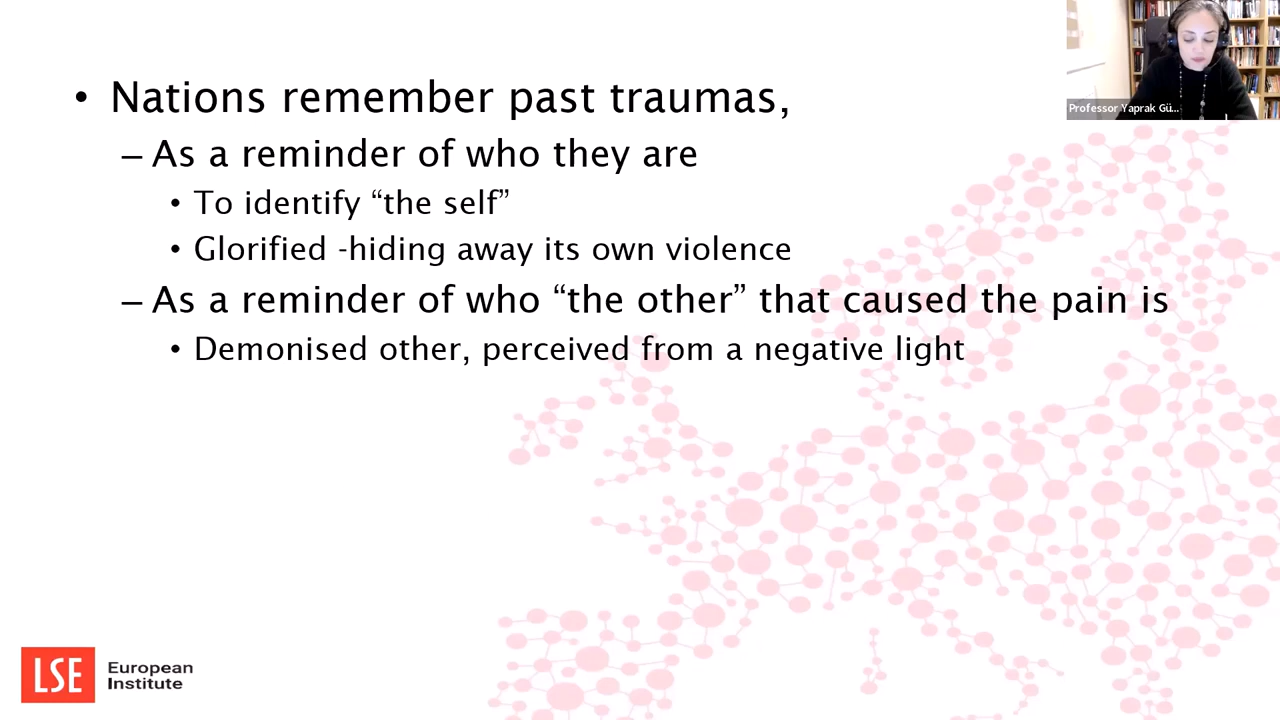 • Nations remember past traumas,
– As a reminder of who they are
• To identify “the self”
• Glorified -hiding away its own violence
– As a reminder of who “the other” that caused the pain is
• Demonised other, perceived from a negative light
Professor Yaprak Gü...
LSE
European
Institute